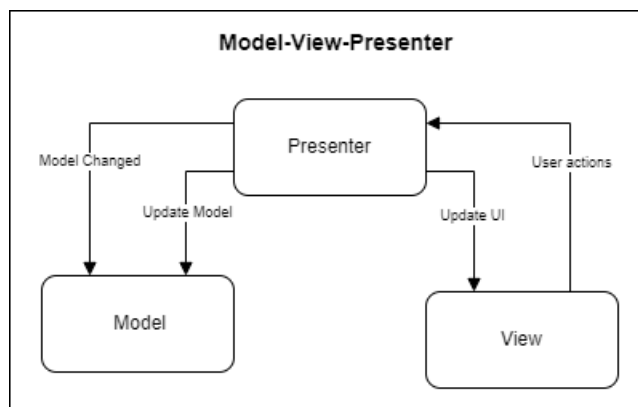 Model-View-Presenter
Presenter
Model Changed
User actions
Update Model
Update UI
Model
View